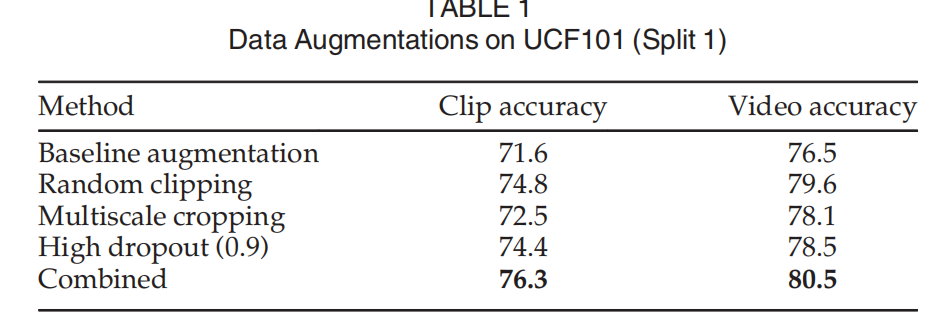 TABLE 1
Data Augmentations on UCF101 (Split 1)
Method Clip accuracy Video accuracy
Baseline augmentation 71.6 76.5
Random clipping 74.8 79.6
Multiscale cropping 72.5 78.1
High dropout (0.9) 74.4 78.5
Combined 76.3 80.5